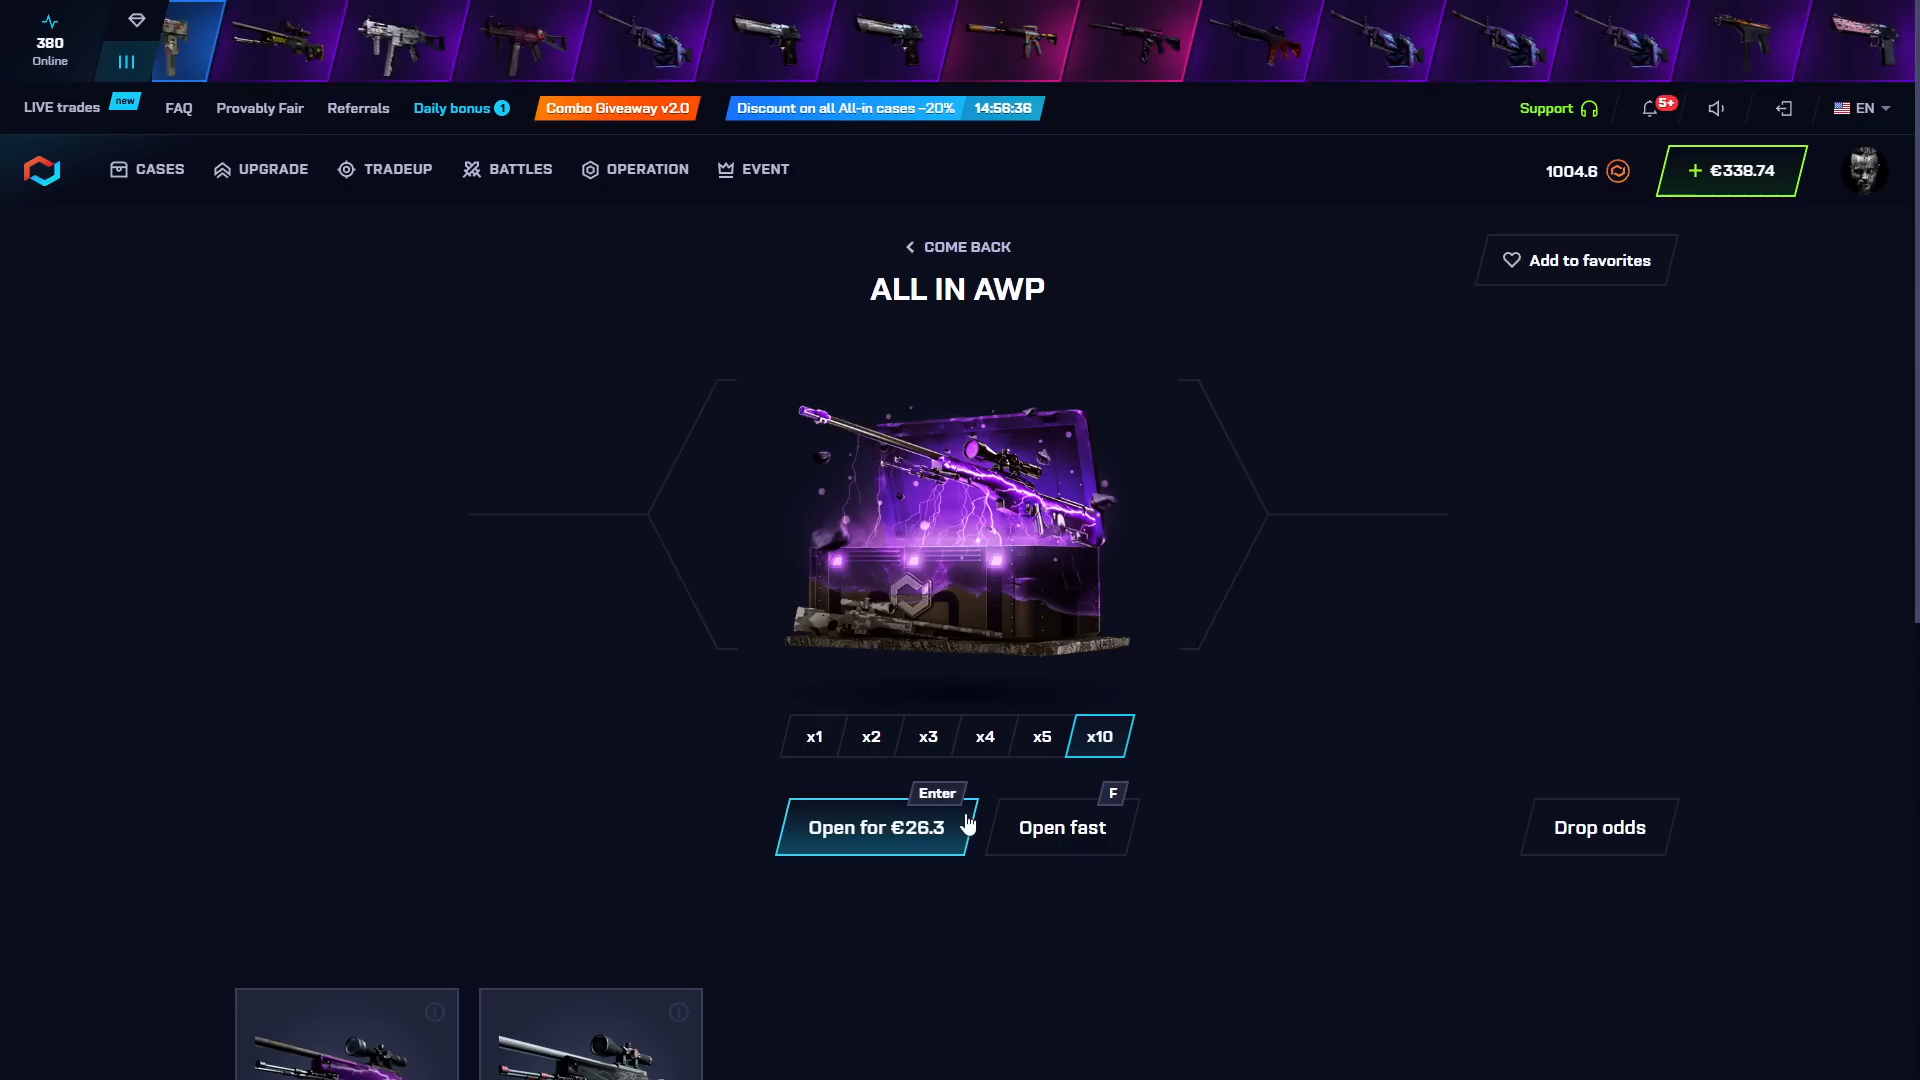 380
Online
LIVE trades
new
FAQ
Provably Fair
Referrals
Daily bonus 1
Combo Giveaway v2.0
Discount on all All-in cases -20% 14:56:36
Support
5+
EN
CASES
UPGRADE
TRADEUP
BATTLES
OPERATION
EVENT
1004.6
+ €338.74
COME BACK
ALL IN AWP
Add to favorites
x1
x2
x3
x4
x5
x10
Enter
F
Open for €26.3
Open fast
Drop odds